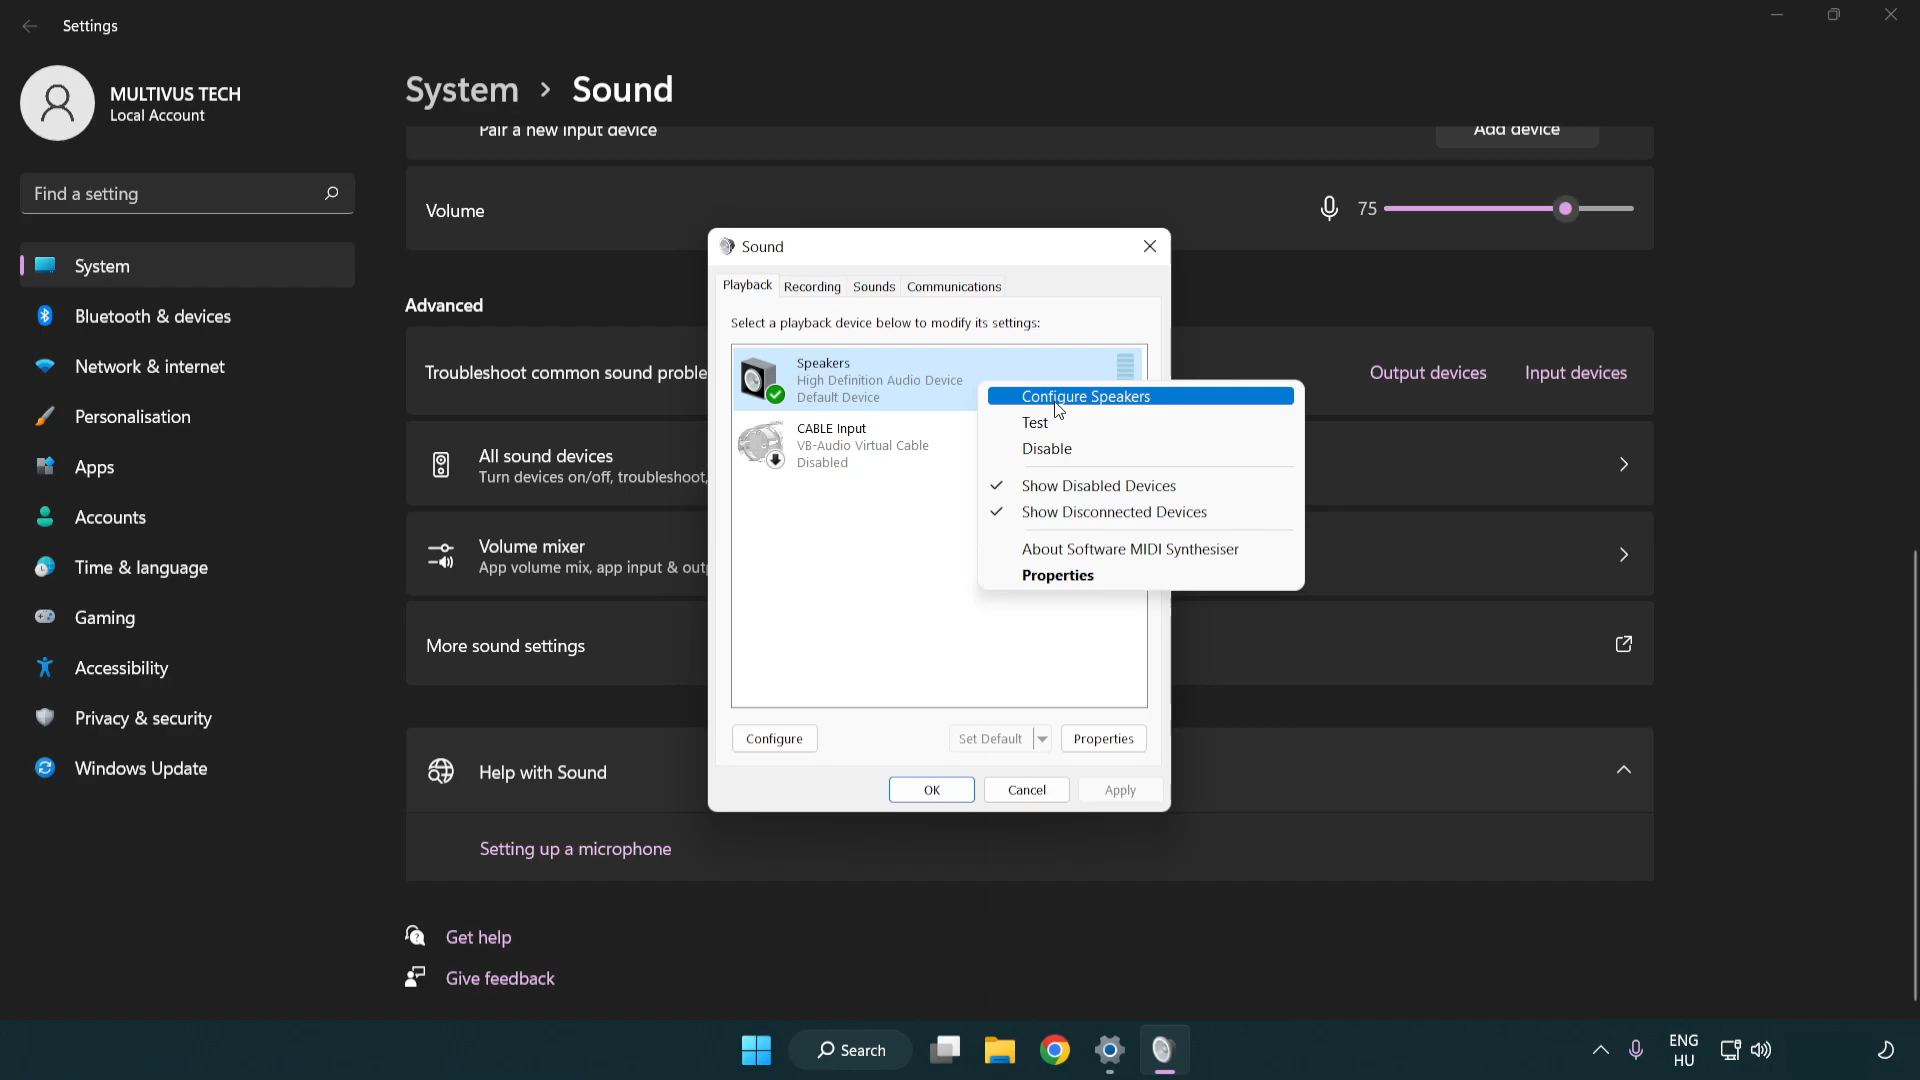 Settings
MULTIVUS TECH
Local Account
Find a setting
System
Bluetooth & devices
Network & internet
Personalisation
Apps
Accounts
Time & language
Gaming
Accessibility
Privacy & security
Windows Update
System › Sound
Pair a new input device
Add device
Volume
75
Advanced
Troubleshoot common sound proble
Output devices
Input devices
All sound devices
Turn devices on/off, troubleshoot,
Volume mixer
App volume mix, app input & outp
More sound settings
Help with Sound
Setting up a microphone
Get help
Give feedback
Sound
Playback
Recording
Sounds
Communications
Select a playback device below to modify its settings:
Speakers
High Definition Audio Device
Default Device
CABLE Input
VB-Audio Virtual Cable
Disabled
Configure Speakers
Test
Disable
Show Disabled Devices
Show Disconnected Devices
About Software MIDI Synthesiser
Properties
Configure
Set Default
Properties
OK
Cancel
Apply
Search
ENG
HU